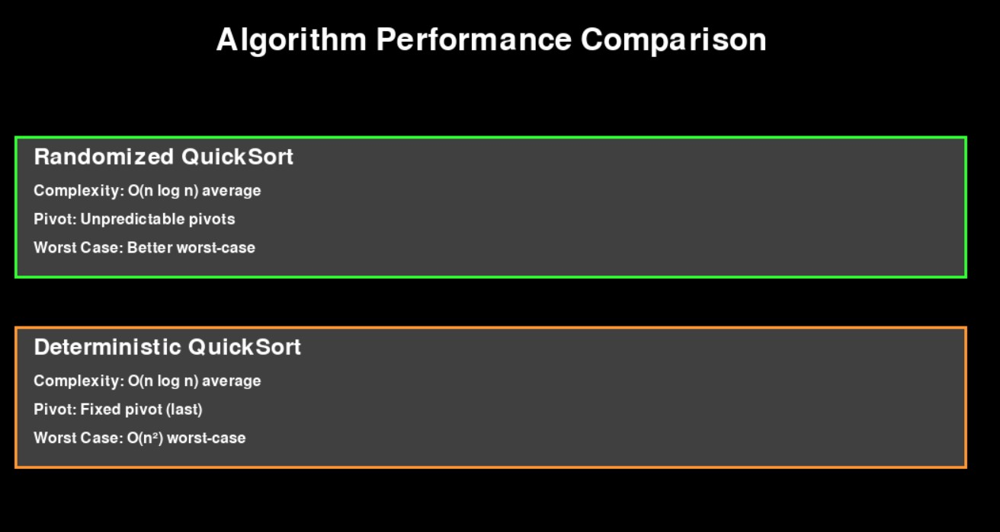 Algorithm Performance Comparison
Randomized QuickSort
Complexity: O(n log n) average
Pivot: Unpredictable pivots
Worst Case: Better worst-case
Deterministic QuickSort
Complexity: O(n log n) average
Pivot: Fixed pivot (last)
Worst Case: O(n²) worst-case